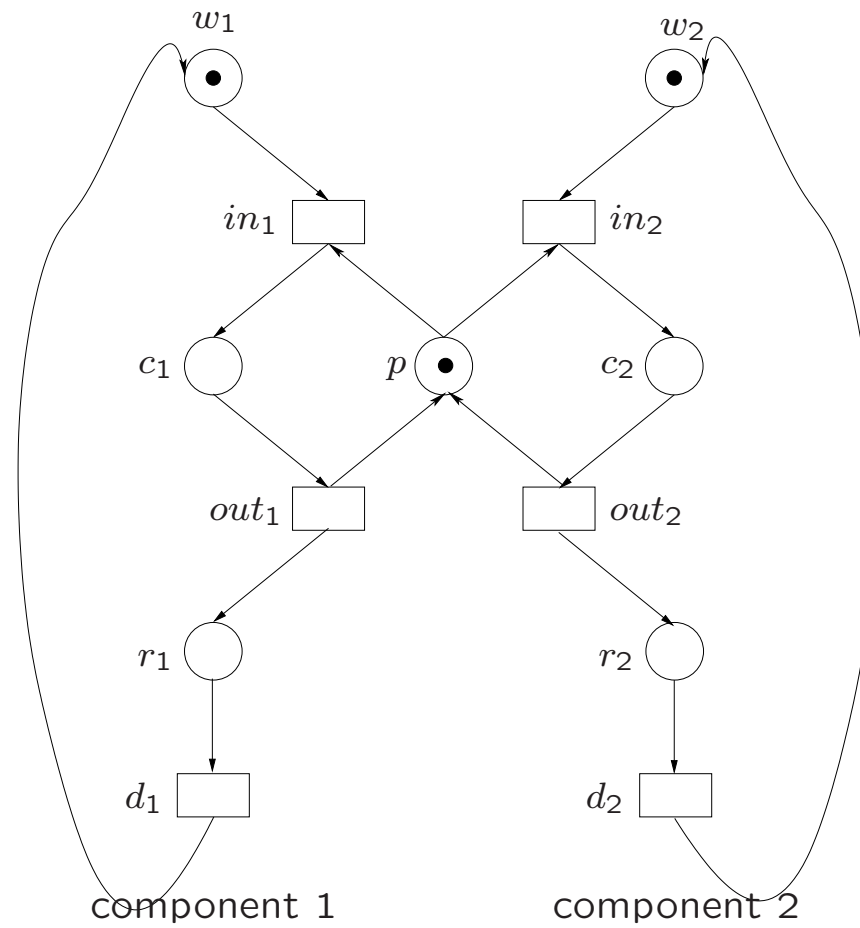 w₁ w₂
in₁ in₂
c₁ p c₂
out₁ out₂
r₁ r₂
d₁ d₂
component 1 component 2